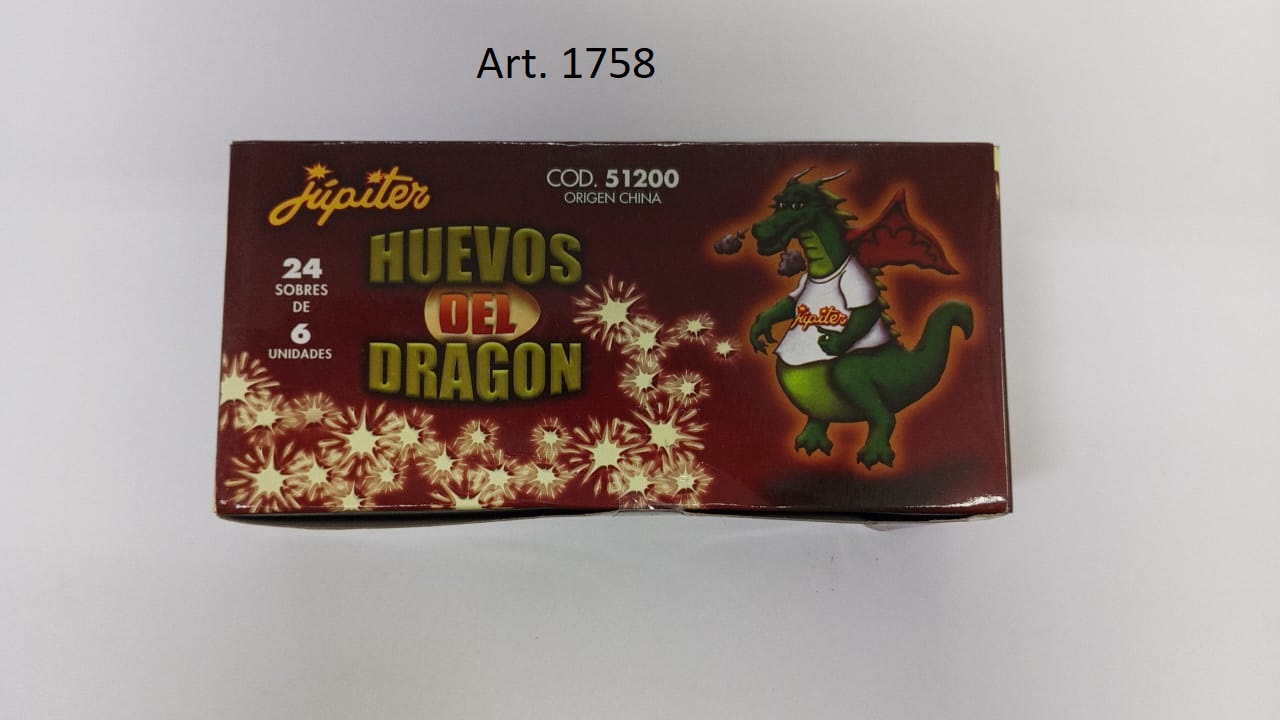 Art. 1758
júpiter
COD. 51200
ORIGEN CHINA
HUEVOS
DEL
DRAGON
24
SOBRES
DE
6
UNIDADES
júpiter